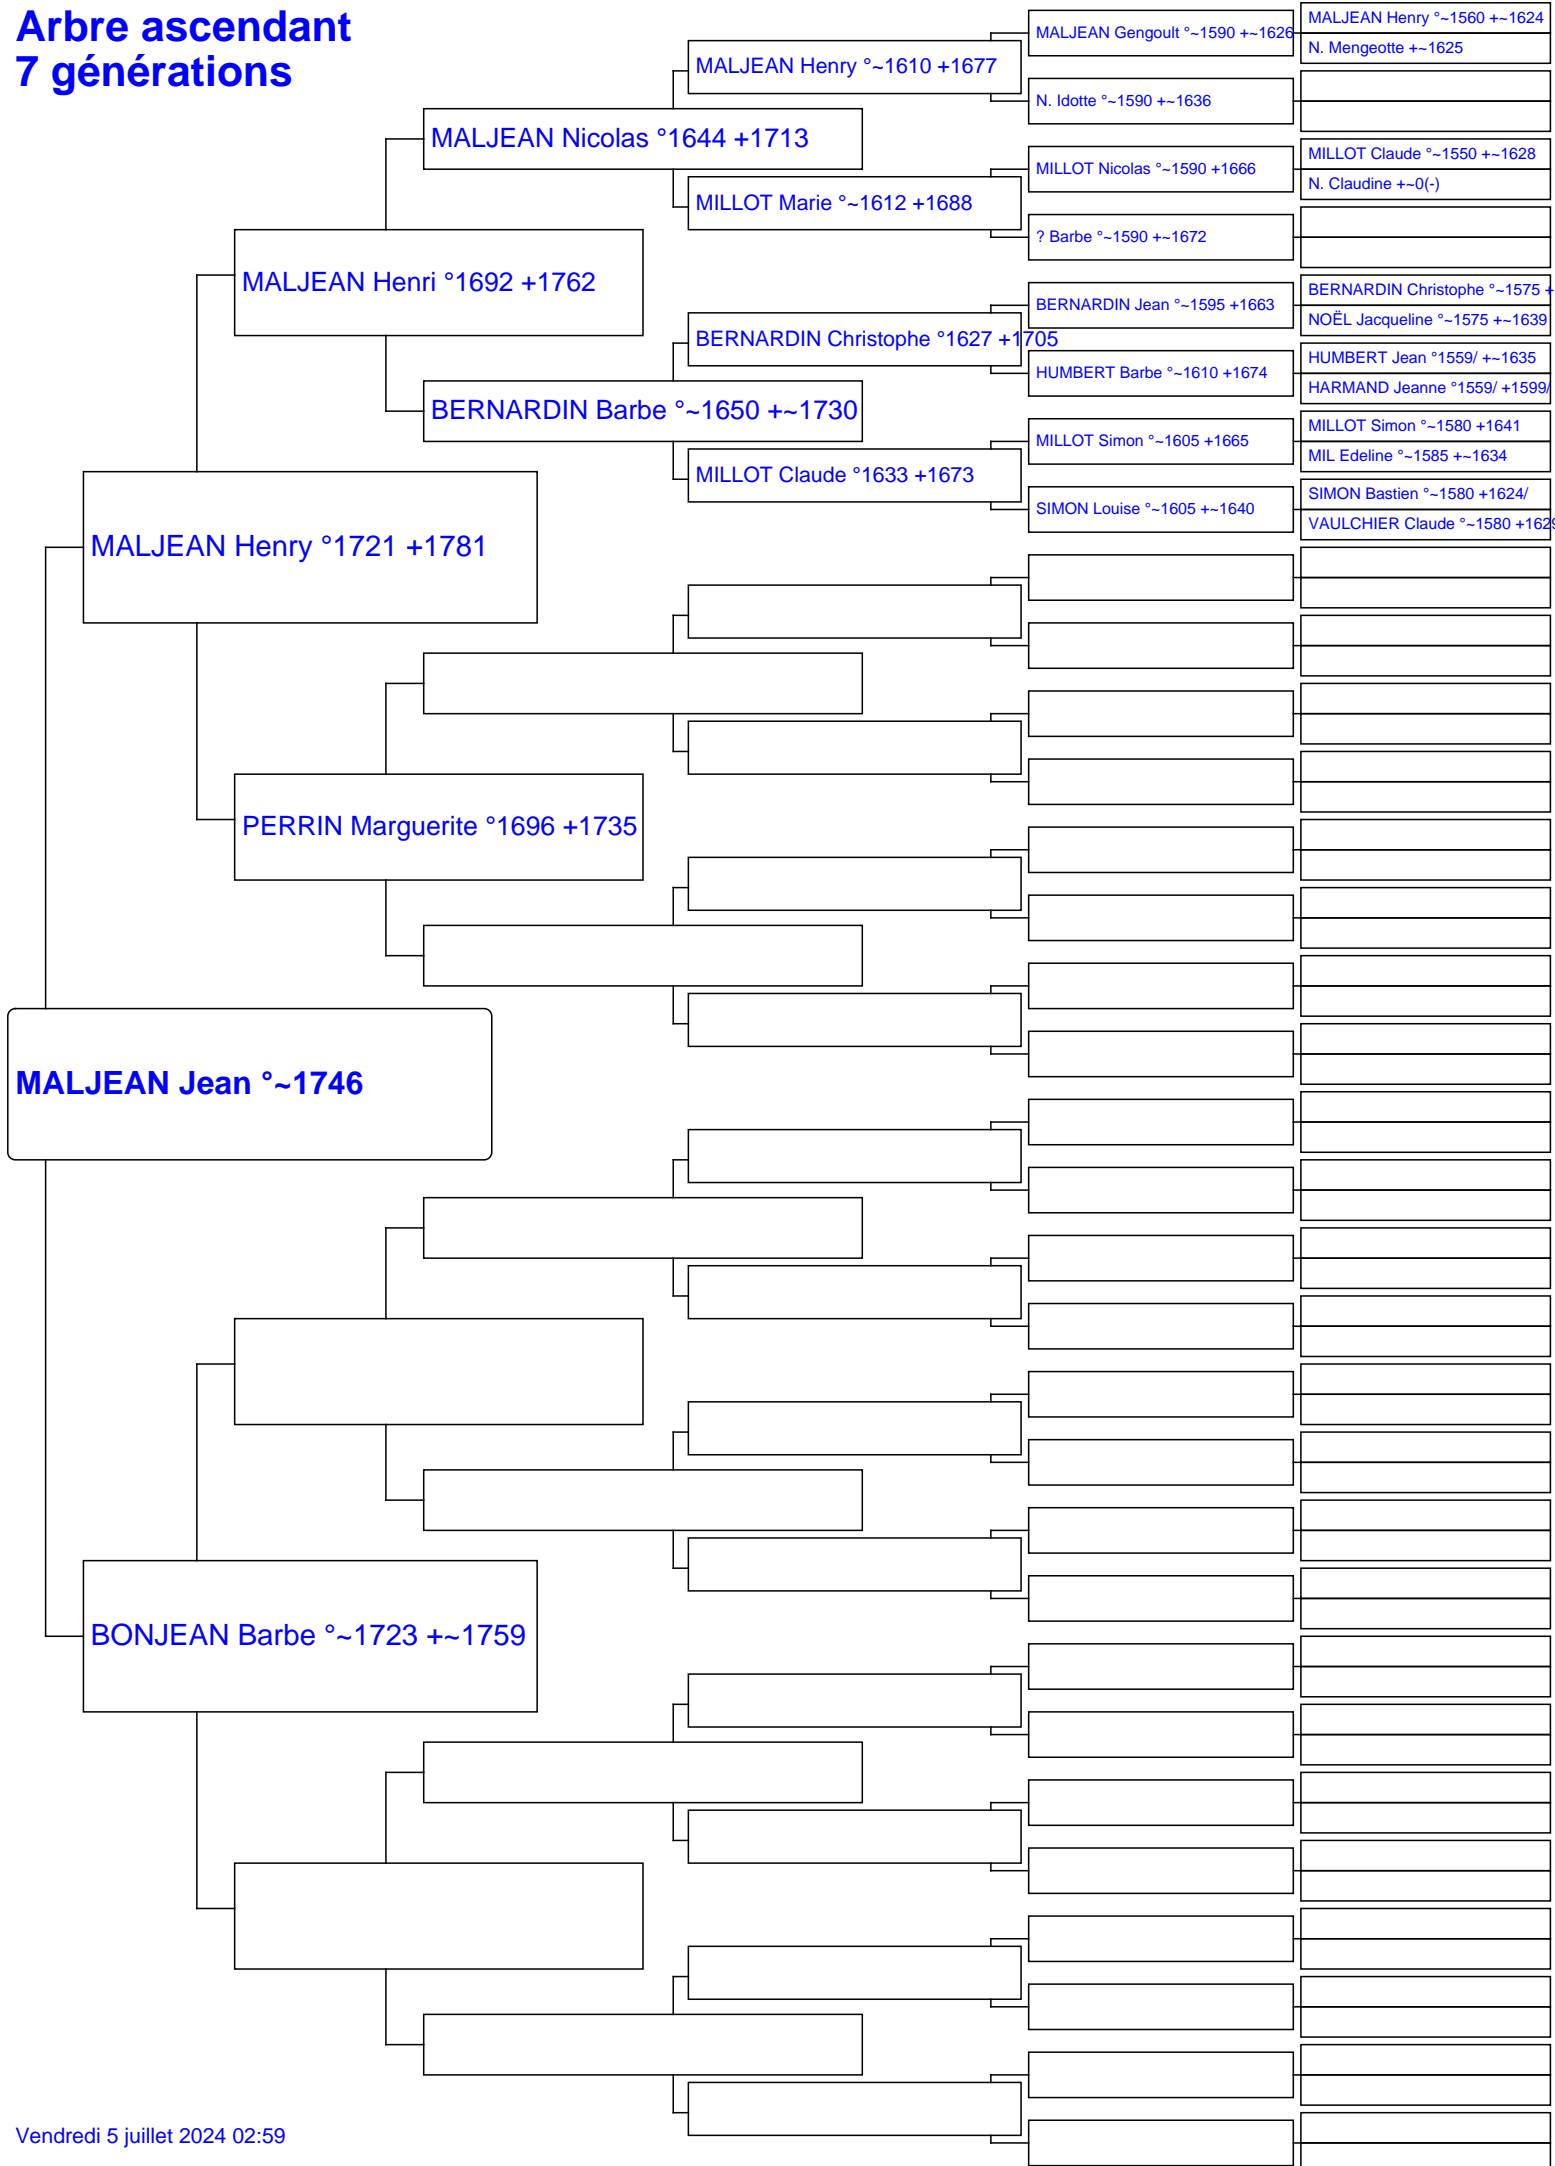 Arbre ascendant
7 générations
MALJEAN Jean °~1746
MALJEAN Henry °1721 +1781
BONJEAN Barbe °~1723 +~1759
MALJEAN Henri °1692 +1762
PERRIN Marguerite °1696 +1735
MALJEAN Nicolas °1644 +1713
BERNARDIN Barbe °~1650 +~1730
MALJEAN Henry °~1610 +1677
MILLOT Marie °~1612 +1688
BERNARDIN Christophe °1627 +1705
MILLOT Claude °1633 +1673
MALJEAN Gengoult °~1590 +~1626
N. Idotte °~1590 +~1636
MILLOT Nicolas °~1590 +1666
? Barbe °~1590 +~1672
BERNARDIN Jean °~1595 +1663
HUMBERT Barbe °~1610 +1674
MILLOT Simon °~1605 +1665
SIMON Louise °~1605 +~1640
MALJEAN Henry °~1560 +~1624
N. Mengeotte +~1625
MILLOT Claude °~1550 +~1628
N. Claudine +~0(-)
BERNARDIN Christophe °~1575 +
NOËL Jacqueline °~1575 +~1639
HUMBERT Jean °1559/ +~1635
HARMAND Jeanne °1559/ +1599/
MILLOT Simon °~1580 +1641
MIL Edeline °~1585 +~1634
SIMON Bastien °~1580 +1624/
VAULCHIER Claude °~1580 +1629
Vendredi 5 juillet 2024 02:59